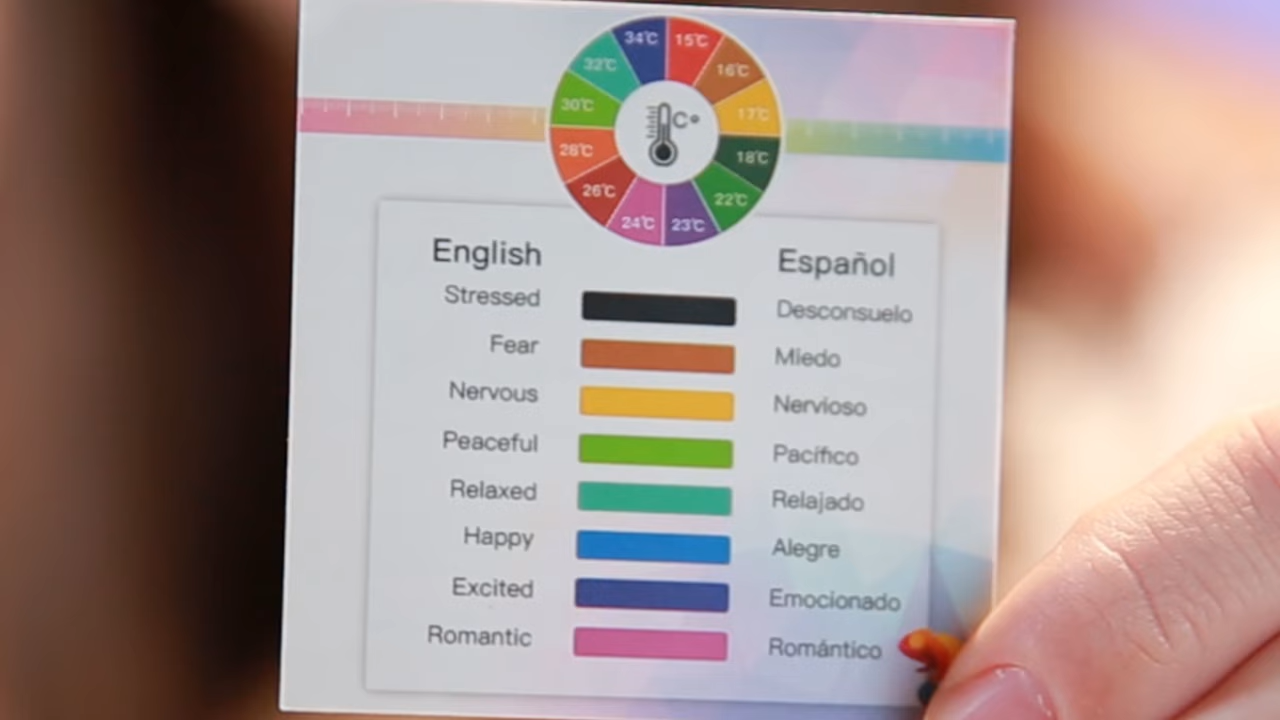 34℃ 15℃
32℃ 16℃
30℃ C° 17℃
28℃ 18℃
26℃ 22℃
24℃ 23℃
English Español
Stressed Desconsuelo
Fear Miedo
Nervous Nervioso
Peaceful Pacífico
Relaxed Relajado
Happy Alegre
Excited Emocionado
Romantic Romántico